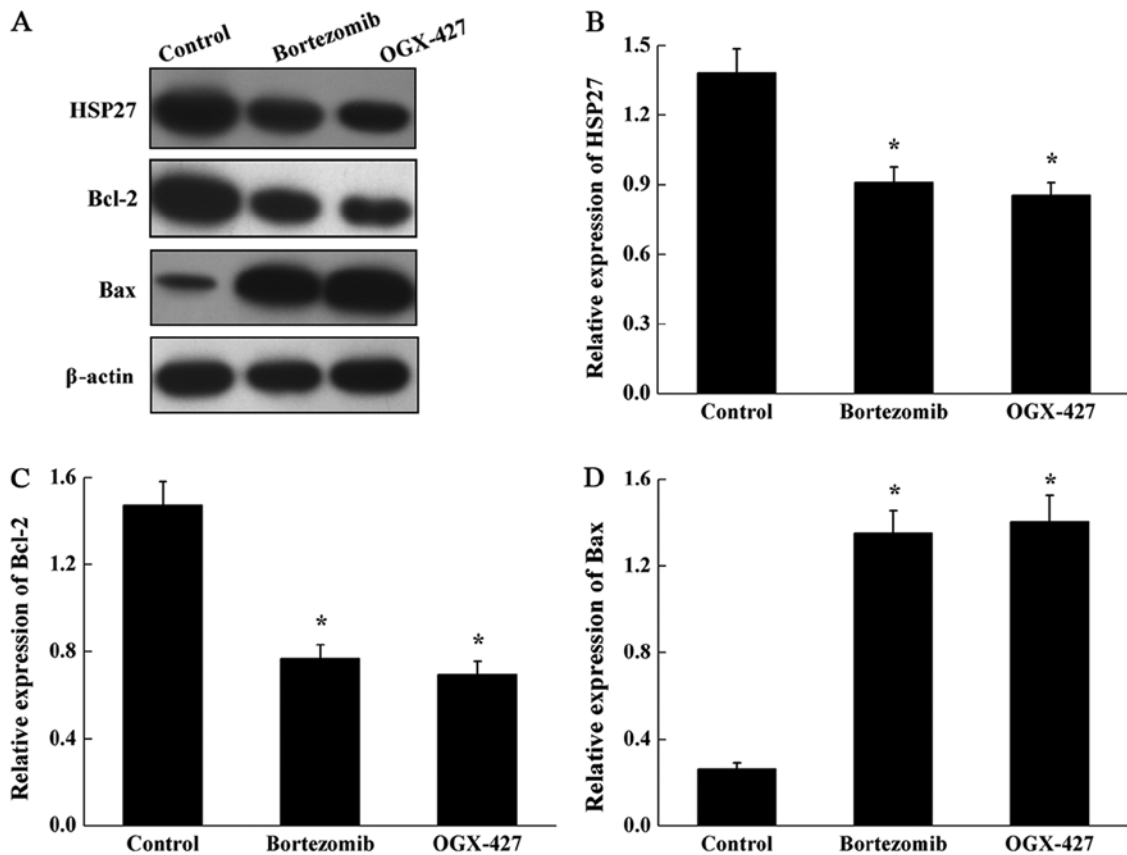 A
Control Bortezomib OGX-427
HSP27
Bcl-2
Bax
β-actin
B
Relative expression of HSP27
1.5
1.2
0.9
0.6
0.3
0.0
* *
Control Bortezomib OGX-427
C
Relative expression of Bcl-2
1.6
1.2
0.8
0.4
0.0
* *
Control Bortezomib OGX-427
D
Relative expression of Bax
1.6
1.2
0.8
0.4
0.0
* *
Control Bortezomib OGX-427